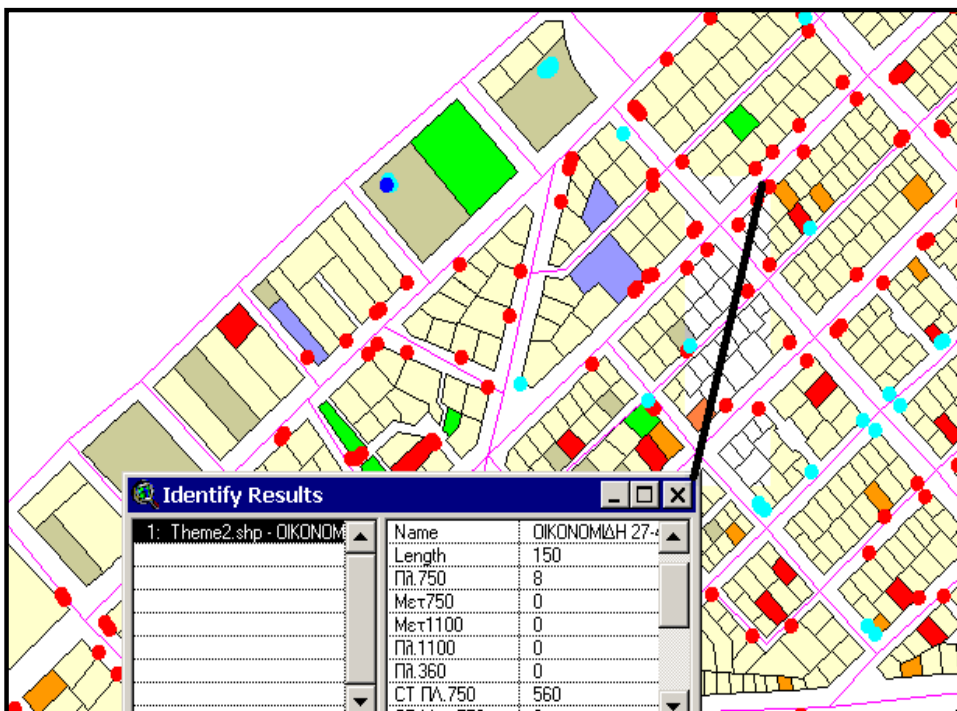 Identify Results
1: Theme2.shp - ΟΙΚΟΝΟΜ
Name ΟΙΚΟΝΟΜΙΔΗ 27-4
Length 150
Πλ.750 8
Μετ750 0
Μετ1100 0
Πλ.1100 0
Πλ.360 0
ΣΤ ΠΛ.750 560